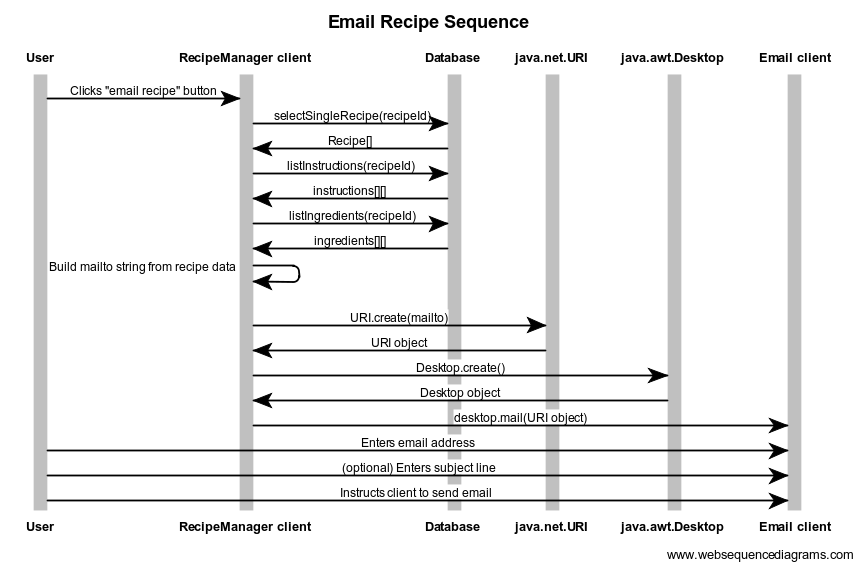 Email Recipe Sequence
User RecipeManager client Database java.net.URI java.awt.Desktop Email client
Clicks "email recipe" button
selectSingleRecipe(recipeId)
Recipe[]
listInstructions(recipeId)
instructions[][]
listIngredients(recipeId)
ingredients[][]
Build mailto string from recipe data
URI.create(mailto)
URI object
Desktop.create()
Desktop object
desktop.mail(URI object)
Enters email address
(optional) Enters subject line
Instructs client to send email
User RecipeManager client Database java.net.URI java.awt.Desktop Email client
www.websequencediagrams.com